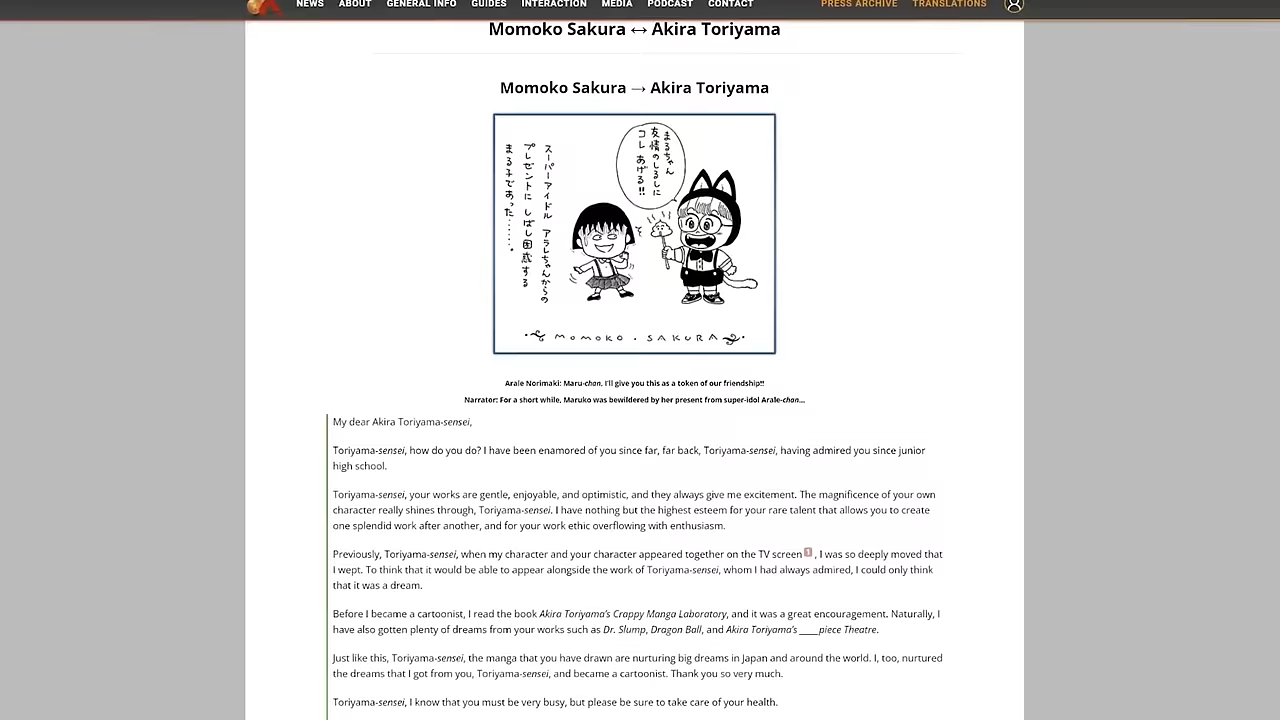 NEWS ABOUT GENERAL INFO GUIDES INTERACTION MEDIA PODCAST CONTACT PRESS ARCHIVE TRANSLATIONS
Momoko Sakura ↔ Akira Toriyama
Momoko Sakura → Akira Toriyama
まるちゃん
友情のしるしに
コレ あげる!!
スーパーアイドル アラレちゃんからの
プレゼントに しばし困惑する
まる子であった……。
MOMOKO . SAKURA
Arale Norimaki: Maru-chan, I'll give you this as a token of our friendship!!
Narrator: For a short while, Maruko was bewildered by her present from super-idol Arale-chan...
My dear Akira Toriyama-sensei,
Toriyama-sensei, how do you do? I have been enamored of you since far, far back, Toriyama-sensei, having admired you since junior
high school.
Toriyama-sensei, your works are gentle, enjoyable, and optimistic, and they always give me excitement. The magnificence of your own
character really shines through, Toriyama-sensei. I have nothing but the highest esteem for your rare talent that allows you to create
one splendid work after another, and for your work ethic overflowing with enthusiasm.
Previously, Toriyama-sensei, when my character and your character appeared together on the TV screen 1 , I was so deeply moved that
I wept. To think that it would be able to appear alongside the work of Toriyama-sensei, whom I had always admired, I could only think
that it was a dream.
Before I became a cartoonist, I read the book Akira Toriyama's Crappy Manga Laboratory, and it was a great encouragement. Naturally, I
have also gotten plenty of dreams from your works such as Dr. Slump, Dragon Ball, and Akira Toriyama's ____piece Theatre.
Just like this, Toriyama-sensei, the manga that you have drawn are nurturing big dreams in Japan and around the world. I, too, nurtured
the dreams that I got from you, Toriyama-sensei, and became a cartoonist. Thank you so very much.
Toriyama-sensei, I know that you must be very busy, but please be sure to take care of your health.